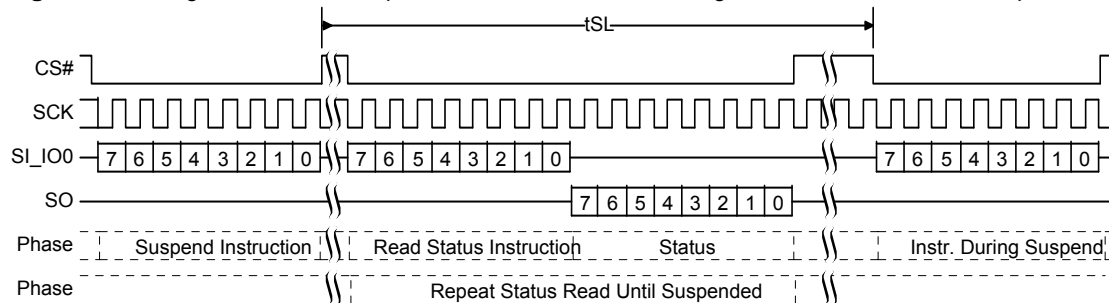 tSL
CS#
SCK
SI_IO0 7 6 5 4 3 2 1 0 7 6 5 4 3 2 1 0 7 6 5 4 3 2 1 0
SO 7 6 5 4 3 2 1 0
Phase Suspend Instruction Read Status Instruction Status Instr. During Suspend
Phase Repeat Status Read Until Suspended